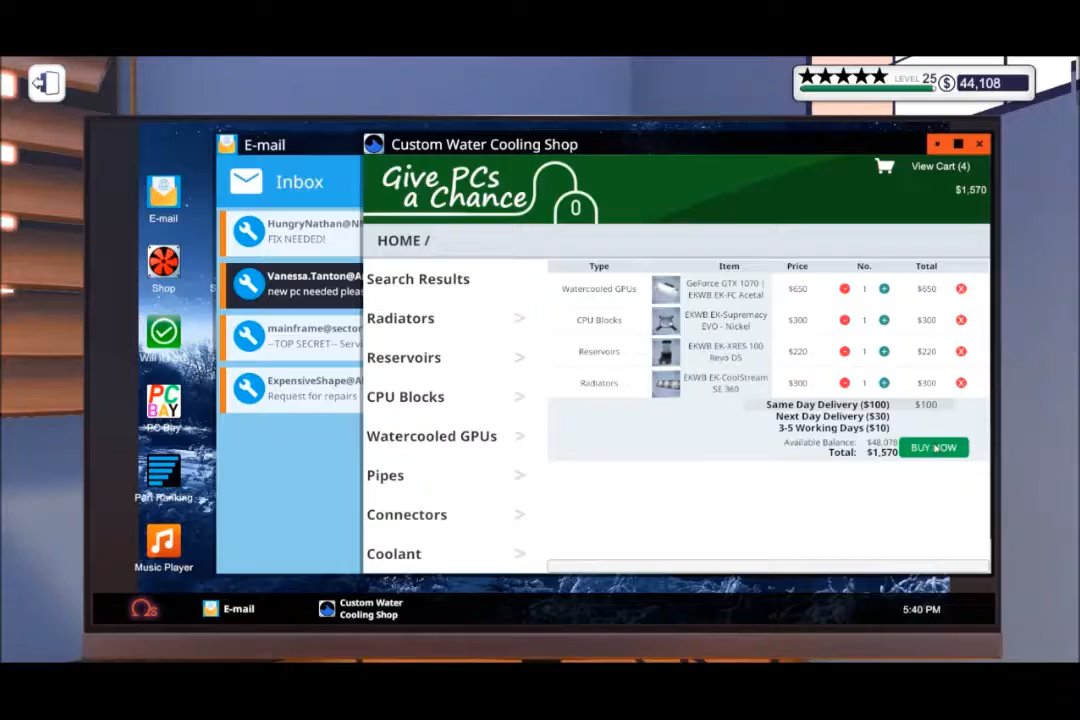 LEVEL 25 $ 44,108
E-mail
Custom Water Cooling Shop
Give PCs
a Chance
View Cart (4)
$1,570
Inbox
HOME /
HungryNathan@N
FIX NEEDED!
Vanessa.Tanton@A
new pc needed pleas
mainframe@sector
--TOP SECRET-- Serv
ExpensiveShape@A
Request for repairs
E-mail
Shop
PC
BAY
PC Bay
Part Ranking
Music Player
Search Results
Radiators >
Reservoirs >
CPU Blocks >
Watercooled GPUs >
Pipes >
Connectors >
Coolant >
Type Item Price No. Total
Watercooled GPUs GeForce GTX 1070 | $650 1 $650
EKWB EK-FC Acetal
CPU Blocks EKWB EK-Supremacy $300 1 $300
EVO - Nickel
Reservoirs EKWB EK-XRES 100 $220 1 $220
Revo D5
Radiators EKWB EK-CoolStream $300 1 $300
SE 360
Same Day Delivery ($100) $100
Next Day Delivery ($30)
3-5 Working Days ($10)
Available Balance: $48,078
Total: $1,570
BUY NOW
E-mail
Custom Water
Cooling Shop
5:40 PM